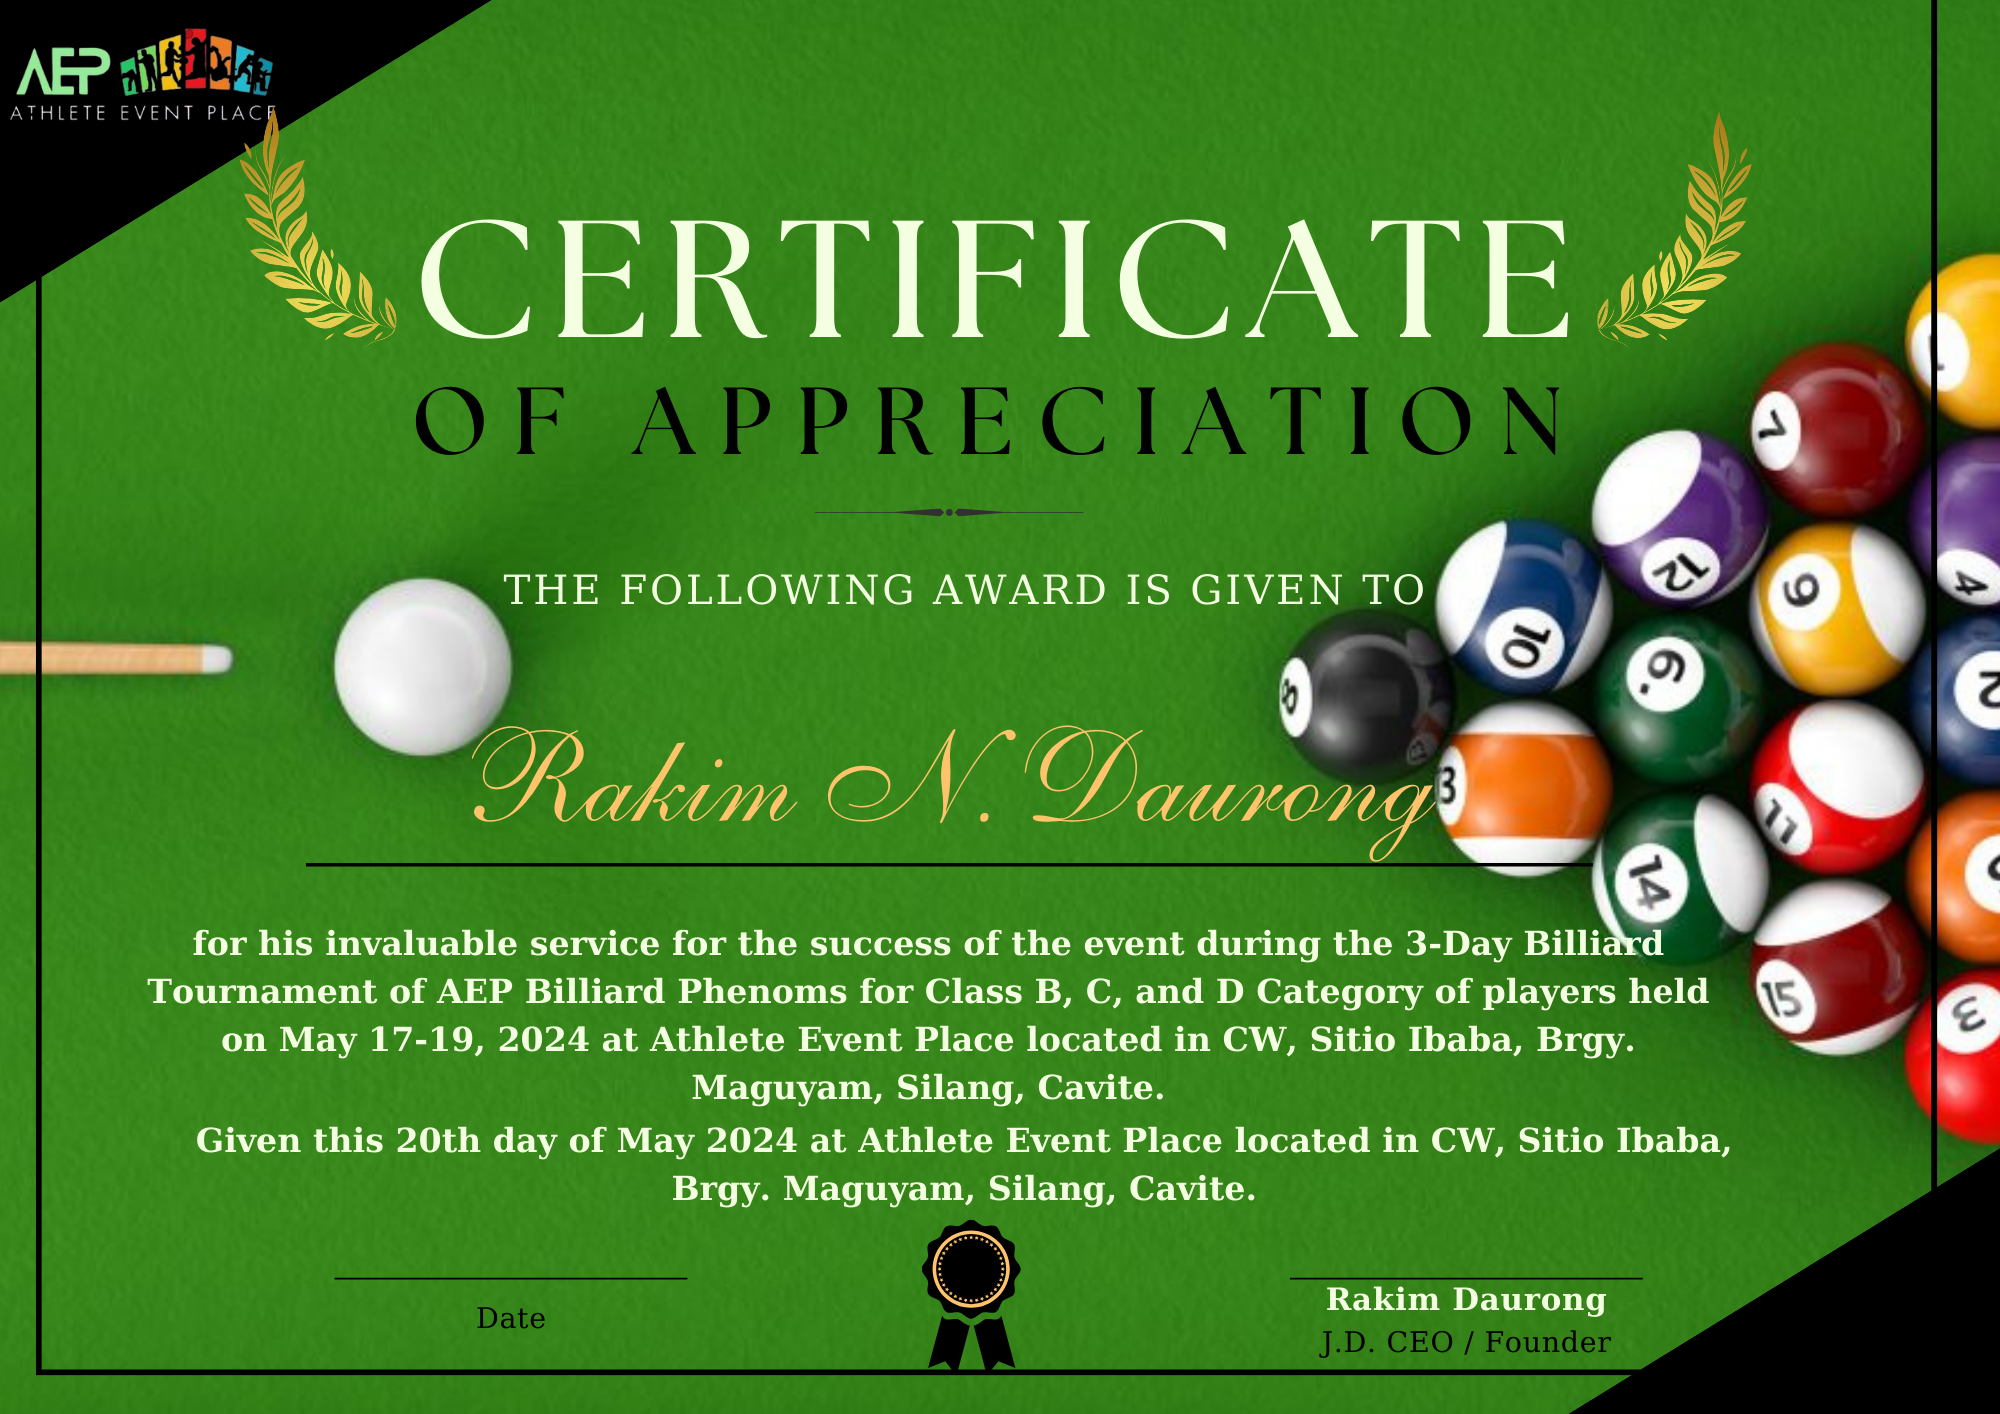 AEP
ATHLETE EVENT PLACE
CERTIFICATE
OF APPRECIATION
THE FOLLOWING AWARD IS GIVEN TO
Rakim N. Daurong
for his invaluable service for the success of the event during the 3-Day Billiard
Tournament of AEP Billiard Phenoms for Class B, C, and D Category of players held
on May 17-19, 2024 at Athlete Event Place located in CW, Sitio Ibaba, Brgy.
Maguyam, Silang, Cavite.
Given this 20th day of May 2024 at Athlete Event Place located in CW, Sitio Ibaba,
Brgy. Maguyam, Silang, Cavite.
Date
Rakim Daurong
J.D. CEO / Founder
1
7
12
9
4
10
6.
2
8
3
11
14
15
3